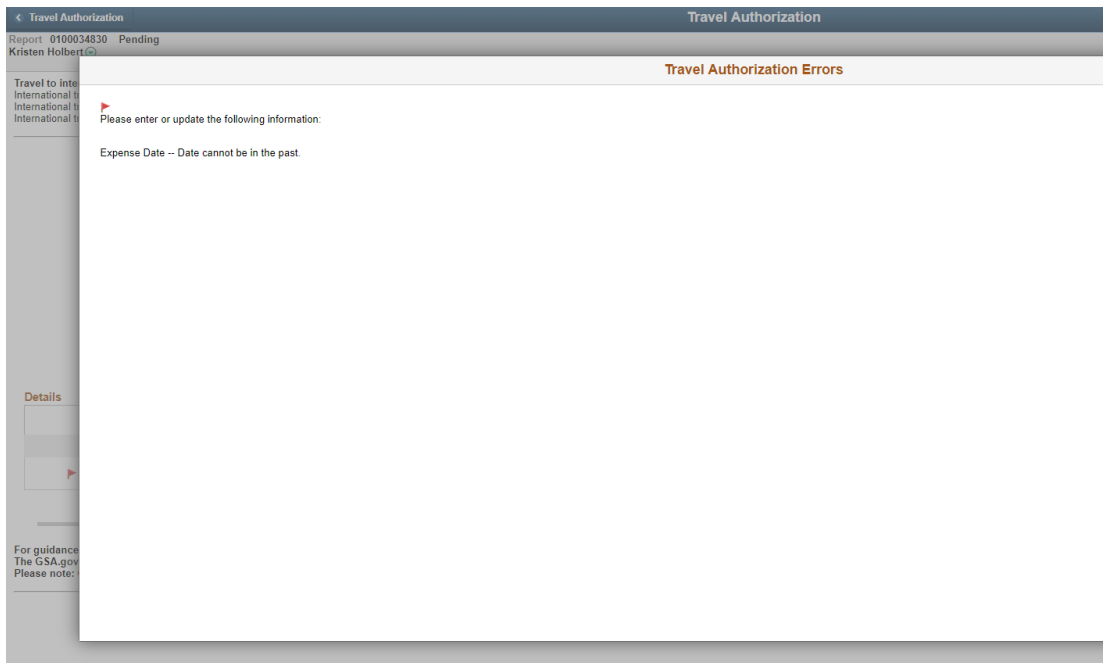 Travel Authorization
Travel Authorization
Report 0100034830 Pending
Kristen Holbert
Travel Authorization Errors
Travel to inte
International
International
International
Please enter or update the following information:
Expense Date -- Date cannot be in the past.
Details
For guidance
The GSA.gov
Please note: